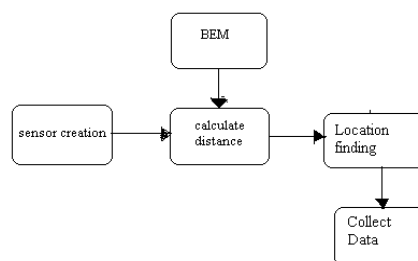 BEM
sensor creation
calculate
distance
Location
finding
Collect
Data